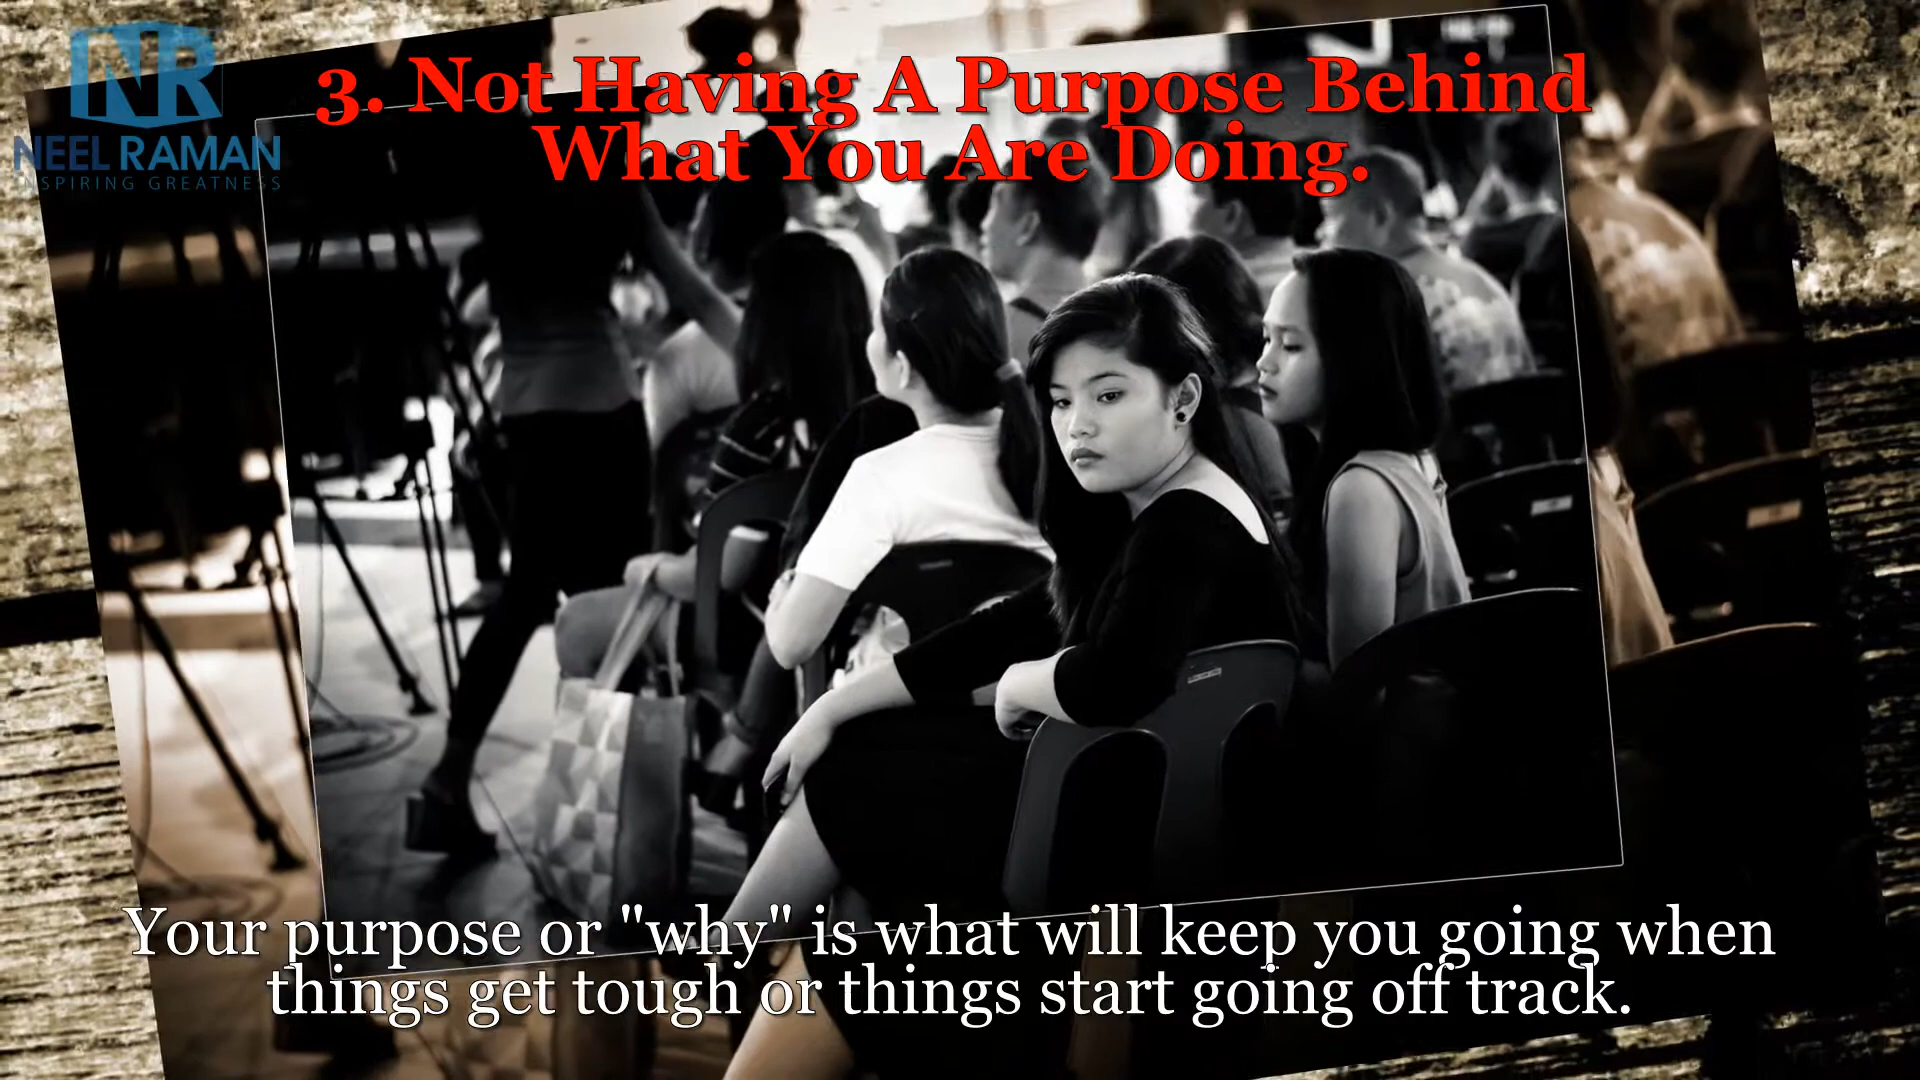 NR
NEEL RAMAN
INSPIRING GREATNESS
3. Not Having A Purpose Behind
What You Are Doing.
Your purpose or "why" is what will keep you going when
things get tough or things start going off track.